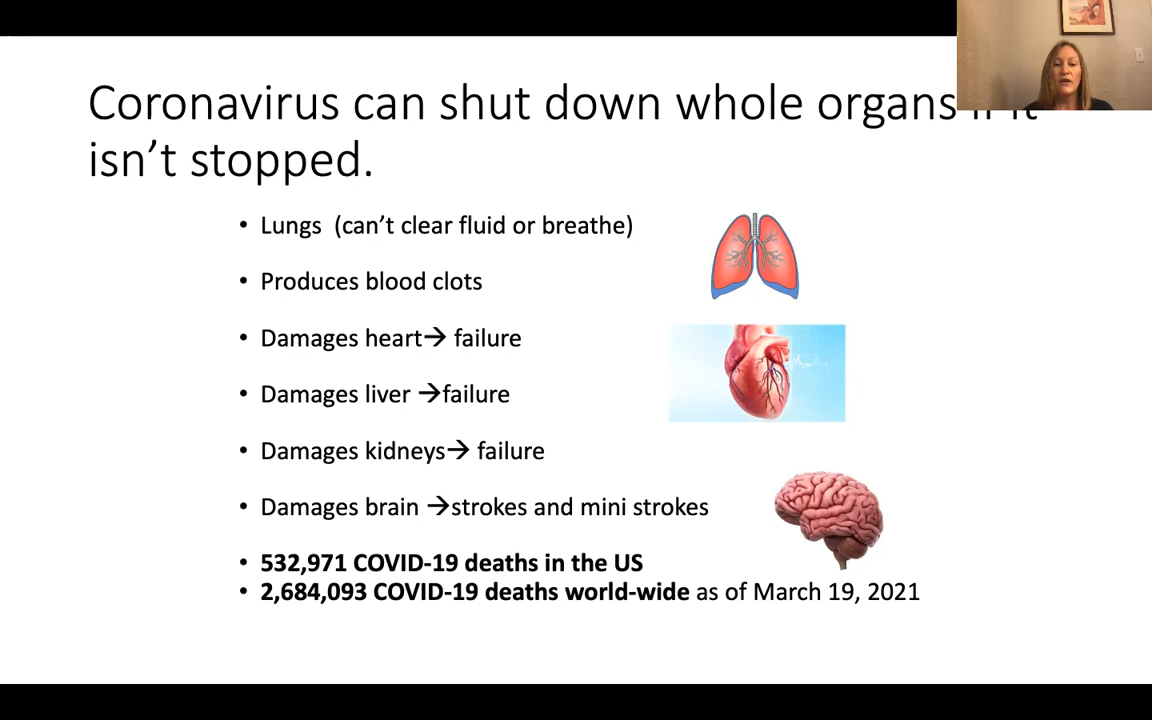 Coronavirus can shut down whole organs if it
isn’t stopped.
• Lungs (can’t clear fluid or breathe)
• Produces blood clots
• Damages heart→ failure
• Damages liver →failure
• Damages kidneys→ failure
• Damages brain →strokes and mini strokes
• 532,971 COVID-19 deaths in the US
• 2,684,093 COVID-19 deaths world-wide as of March 19, 2021